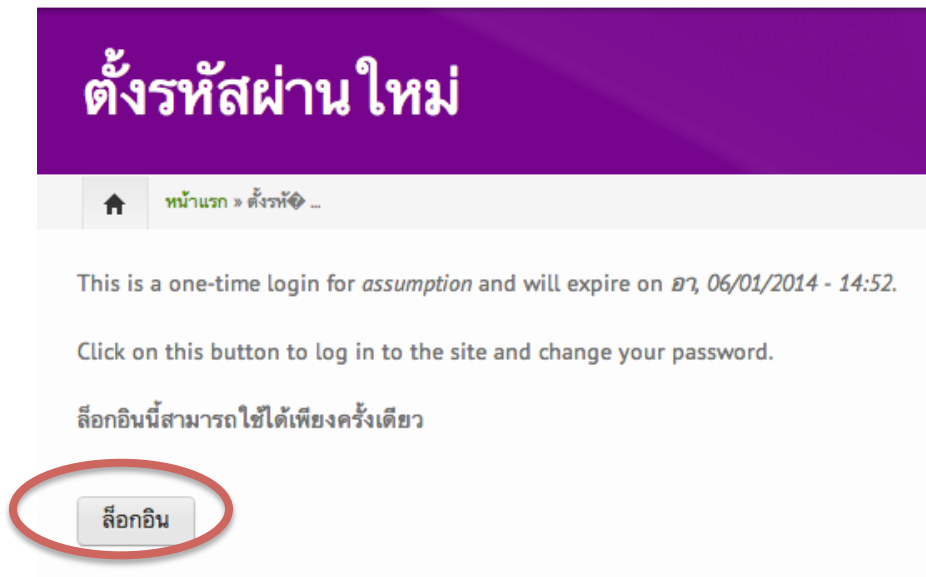 ตั้งรหัสผ่านใหม่
หน้าแรก » ตั้งรหั� ...
This is a one-time login for assumption and will expire on อา, 06/01/2014 - 14:52.
Click on this button to log in to the site and change your password.
ล็อกอินนี้สามารถใช้ได้เพียงครั้งเดียว
ล็อกอิน